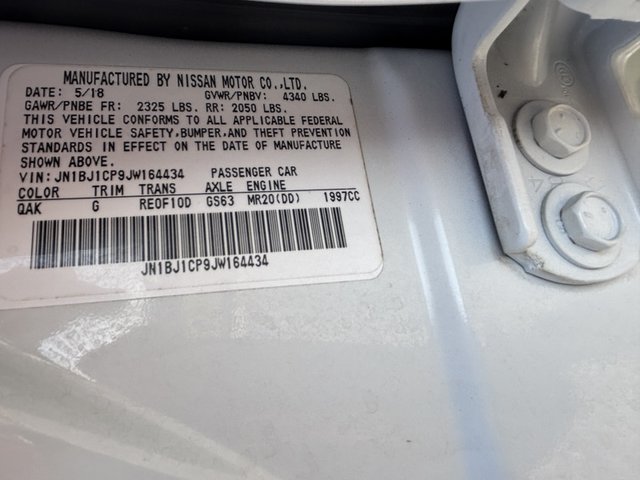 MANUFACTURED BY NISSAN MOTOR CO.,LTD.
DATE: 5/18 GVWR/PNBV: 4340 LBS.
GAWR/PNBE FR: 2325 LBS. RR: 2050 LBS.
THIS VEHICLE CONFORMS TO ALL APPLICABLE FEDERAL
MOTOR VEHICLE SAFETY,BUMPER,AND THEFT PREVENTION
STANDARDS IN EFFECT ON THE DATE OF MANUFACTURE
SHOWN ABOVE.
VIN: JN1BJ1CP9JW164434 PASSENGER CAR
COLOR TRIM TRANS AXLE ENGINE
QAK G REOF10D GS63 MR20(DD) 1997CC
JN1BJ1CP9JW164434